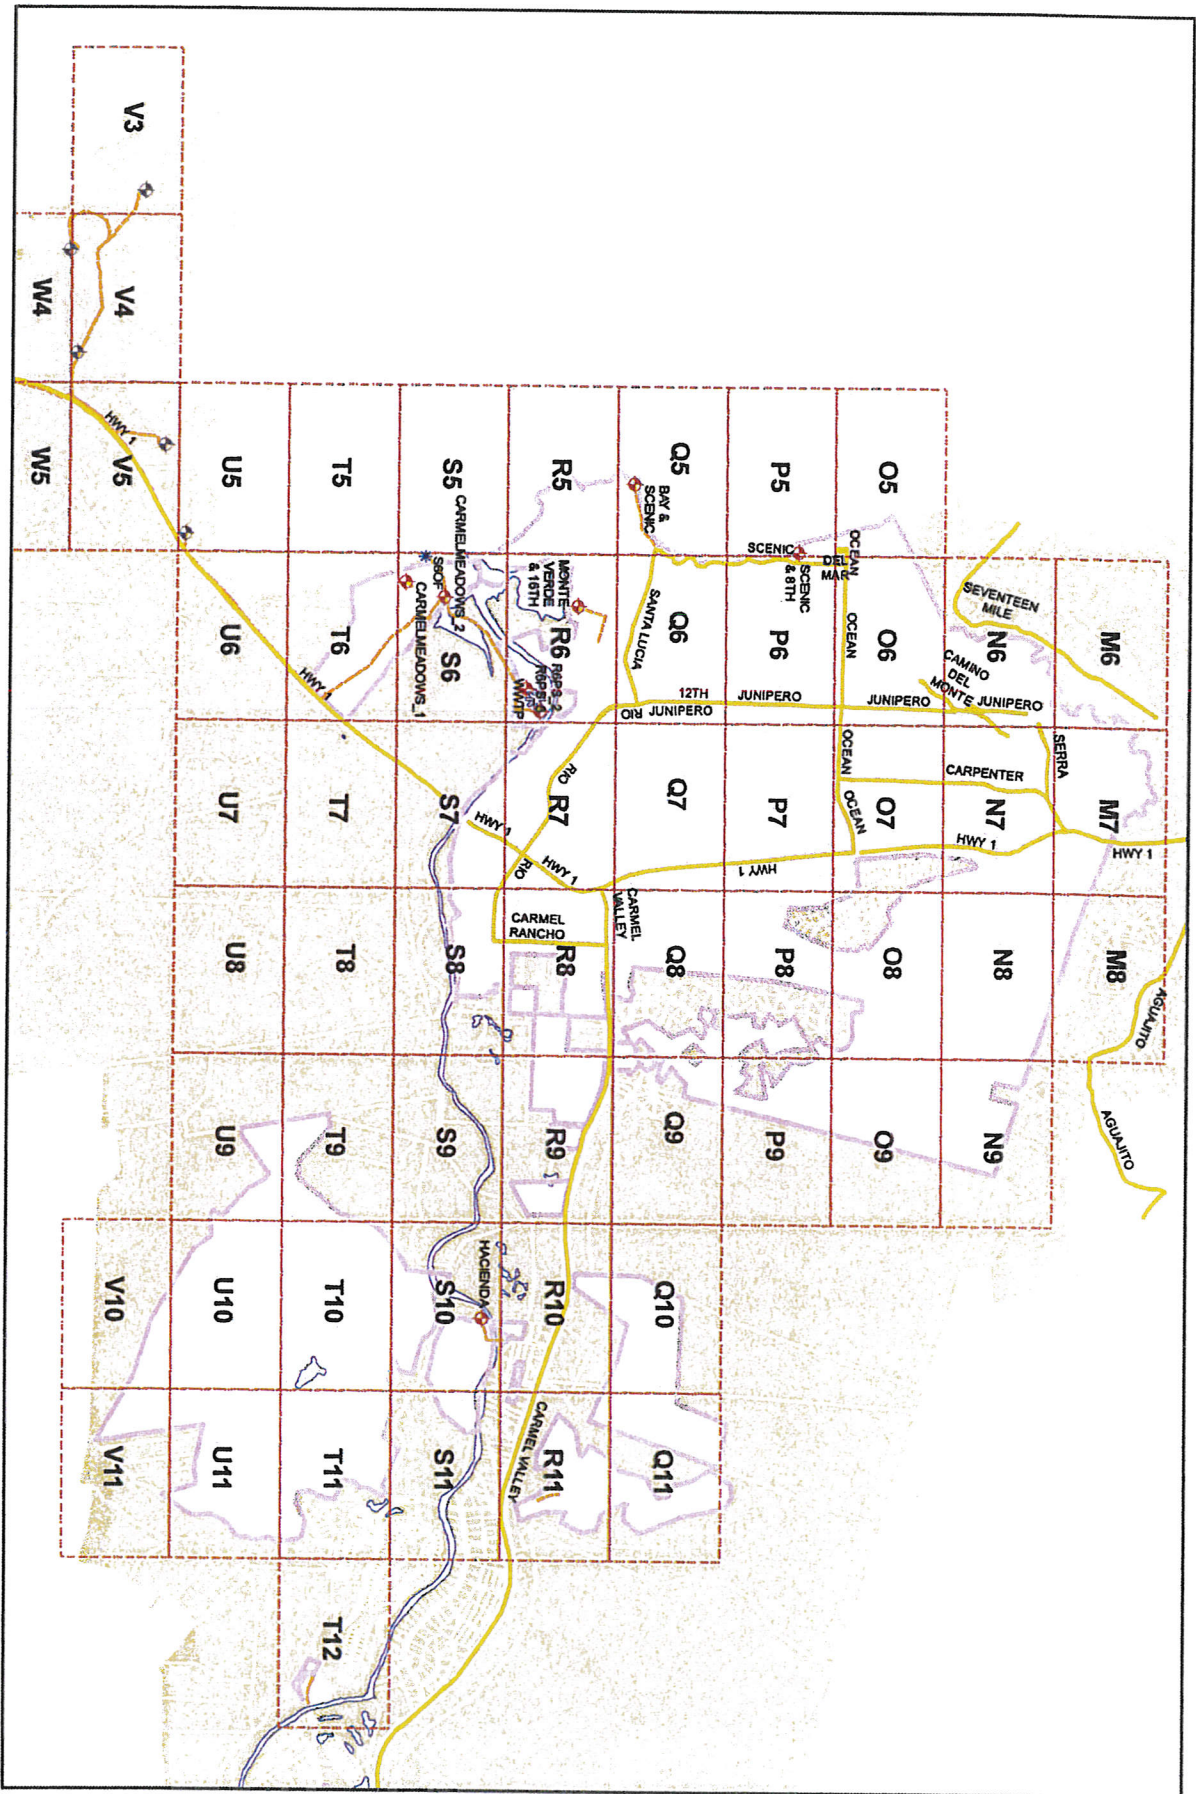 M6
M7
M8
N6
N7
N8
N9
O5
O6
O7
O8
O9
P5
P6
P7
P8
P9
Q5
Q6
Q7
Q8
Q9
Q10
Q11
R5
R6
R7
R8
R9
R10
R11
S5
S6
S7
S8
S9
S10
S11
T5
T6
T7
T8
T9
T10
T11
T12
U5
U6
U7
U8
U9
U10
U11
V3
V4
V5
V10
V11
W4
W5
SEVENTEEN
MILE
CAMINO
DEL
MONTE
JUNIPERO
JUNIPERO
JUNIPERO
12TH
JUNIPERO
SERRA
CARPENTER
HWY 1
HWY 1
HWY 1
HWY 1
HWY 1
HWY 1
HWY 1
AGUAJITO
AGUAJITO
OCEAN
OCEAN
OCEAN
OCEAN
DEL
MAR
SCENIC
SCENIC
& 8TH
BAY &
SCENIC
SANTA LUCIA
RIO
RIO
RIO
CARMEL
VALLEY
CARMEL
RANCHO
CARMEL VALLEY
MONTE
VERDE
& 16TH
R6PS_2
WWTP
CARMELMEADOWS_2
S6OF
CARMELMEADOWS_1
HACIENDA